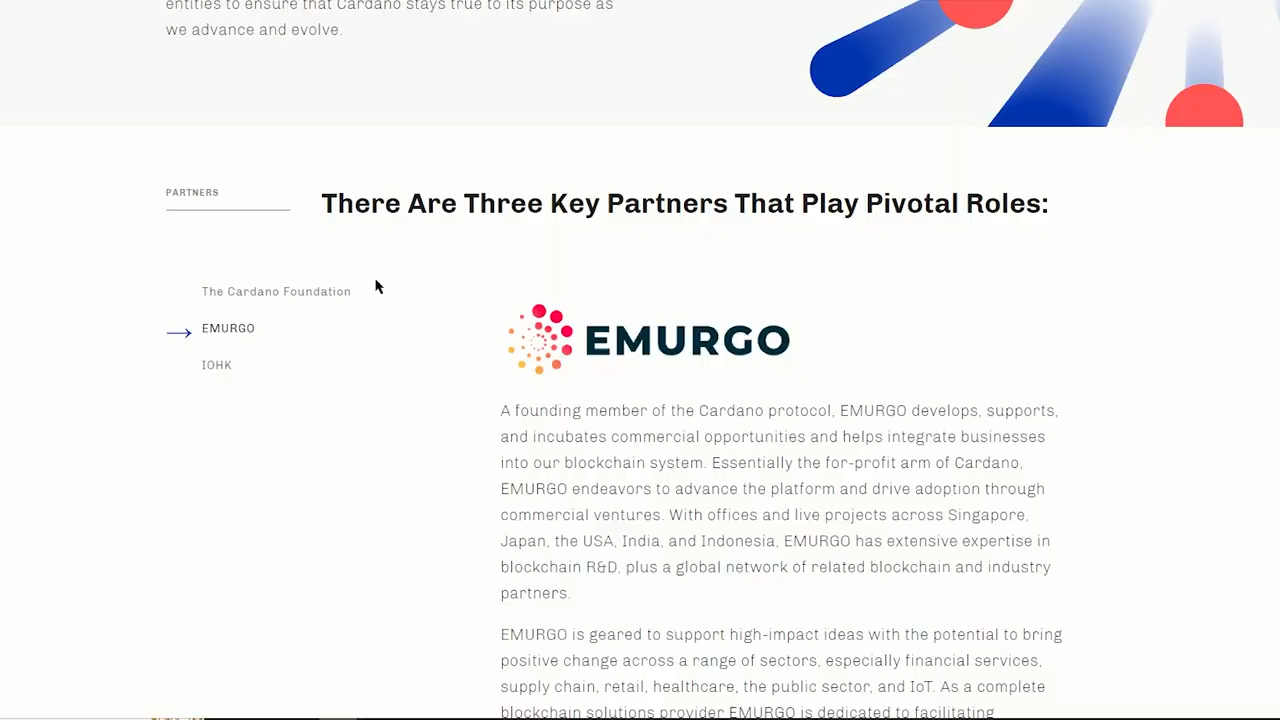 entities to ensure that Cardano stays true to its purpose as
we advance and evolve.
PARTNERS
There Are Three Key Partners That Play Pivotal Roles:
The Cardano Foundation
EMURGO
IOHK
EMURGO
A founding member of the Cardano protocol, EMURGO develops, supports,
and incubates commercial opportunities and helps integrate businesses
into our blockchain system. Essentially the for-profit arm of Cardano,
EMURGO endeavors to advance the platform and drive adoption through
commercial ventures. With offices and live projects across Singapore,
Japan, the USA, India, and Indonesia, EMURGO has extensive expertise in
blockchain R&D, plus a global network of related blockchain and industry
partners.
EMURGO is geared to support high-impact ideas with the potential to bring
positive change across a range of sectors, especially financial services,
supply chain, retail, healthcare, the public sector, and IoT. As a complete
blockchain solutions provider EMURGO is dedicated to facilitating